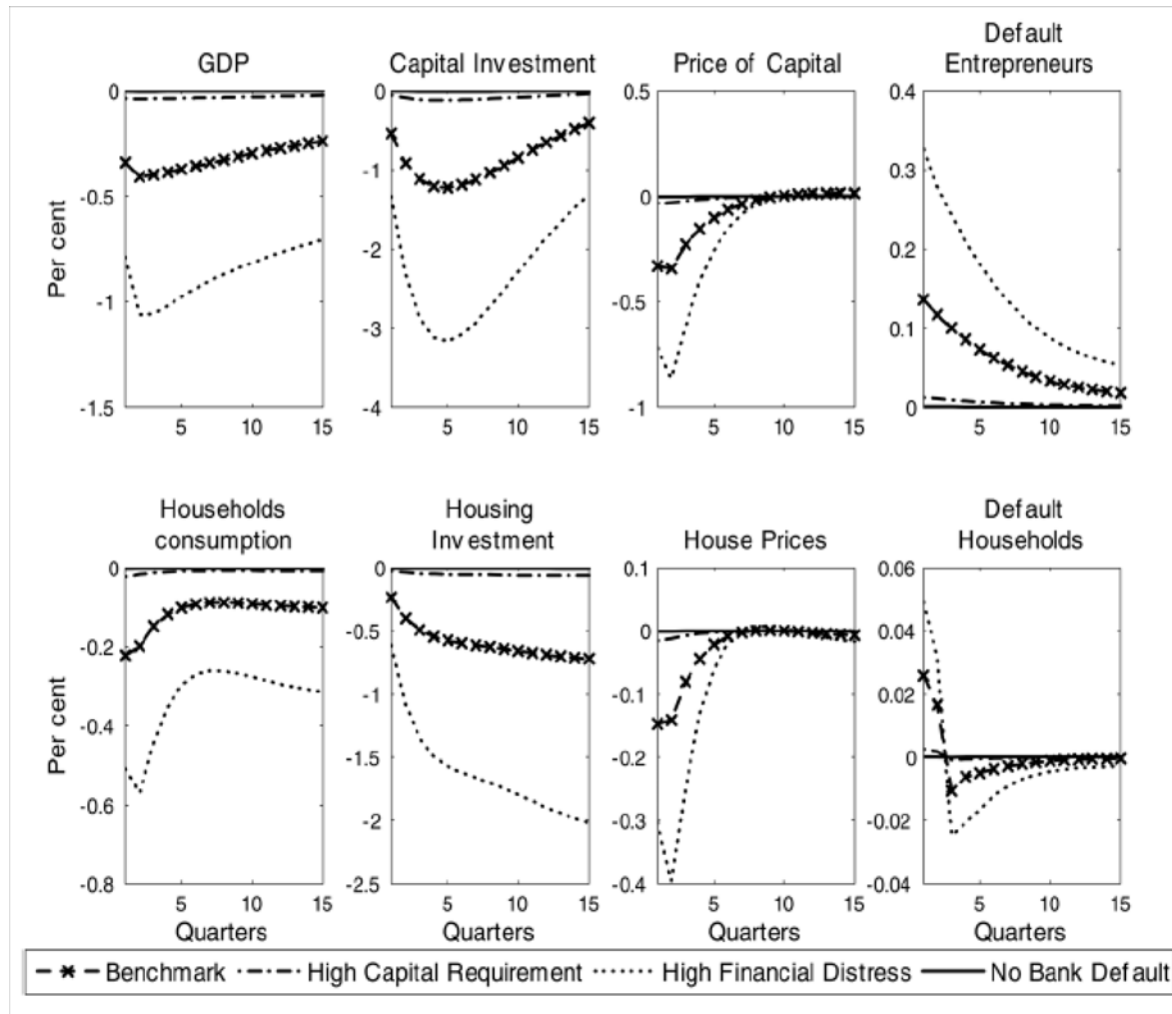 GDP
Capital Investment
Price of Capital
Default
Entrepreneurs
0
-0.5
-1
-1.5
5 10 15
Per cent
0
-1
-2
-3
-4
5 10 15
0.5
0
-0.5
-1
5 10 15
0.4
0.3
0.2
0.1
0
5 10 15
Households
consumption
Housing
Investment
House Prices
Default
Households
0
-0.2
-0.4
-0.6
-0.8
5 10 15
Per cent
Quarters
0
-0.5
-1
-1.5
-2
-2.5
5 10 15
Quarters
0.1
0
-0.1
-0.2
-0.3
-0.4
5 10 15
Quarters
0.06
0.04
0.02
0
-0.02
-0.04
5 10 15
Quarters
Benchmark
High Capital Requirement
High Financial Distress
No Bank Default